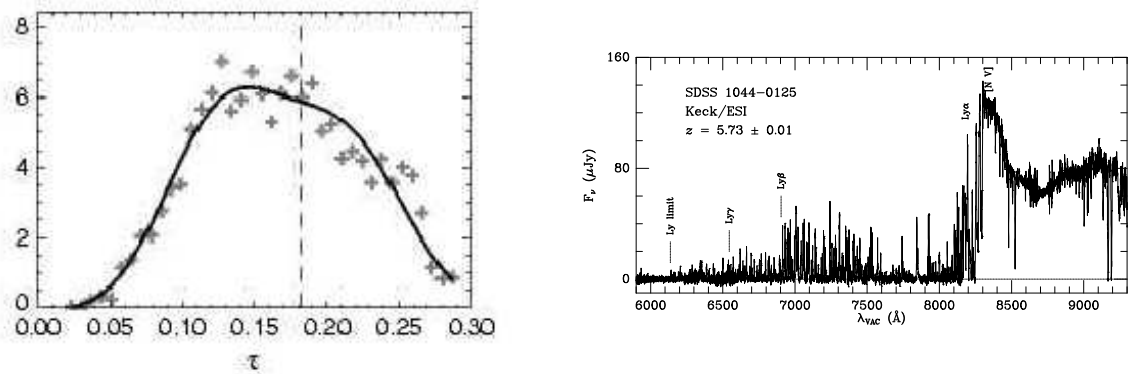 8
6
4
2
0
0.00 0.05 0.10 0.15 0.20 0.25 0.30
τ
160
80
0
F_ν (μJy)
SDSS 1044-0125
Keck/ESI
z = 5.73 ± 0.01
Ly limit
Lyγ
Lyβ
Lyα
[N V]
6000 7000 7500 8000 8500 9000
6500
λ_VAC (Å)